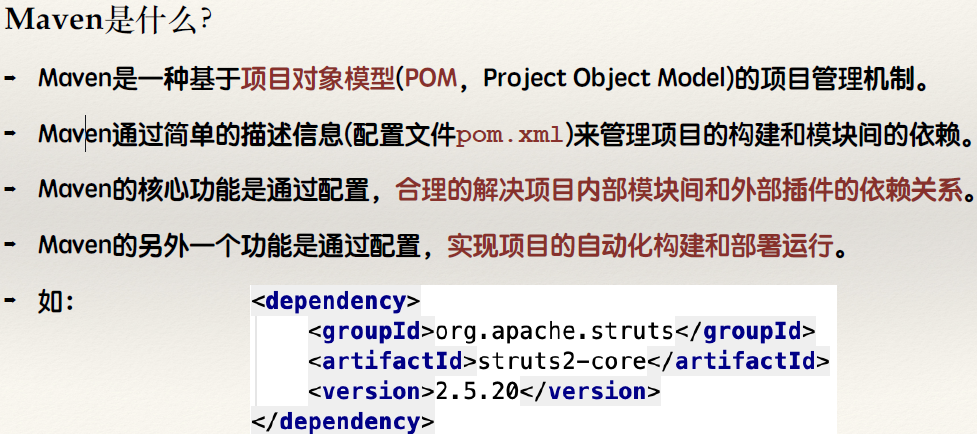 Maven是什么?
Maven是一种基于项目对象模型(POM，Project Object Model)的项目管理机制。
Maven通过简单的描述信息(配置文件pom.xml)来管理项目的构建和模块间的依赖。
Maven的核心功能是通过配置，合理的解决项目内部模块间和外部插件的依赖关系。
Maven的另外一个功能是通过配置，实现项目的自动化构建和部署运行。
如：
<dependency>
<groupId>org.apache.struts</groupId>
<artifactId>struts2-core</artifactId>
<version>2.5.20</version>
</dependency>